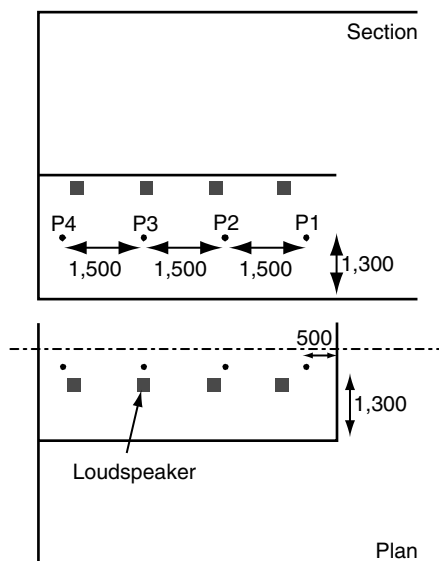 Section
P4 P3 P2 P1
1,500 1,500 1,500 1,300
500
1,300
Loudspeaker
Plan